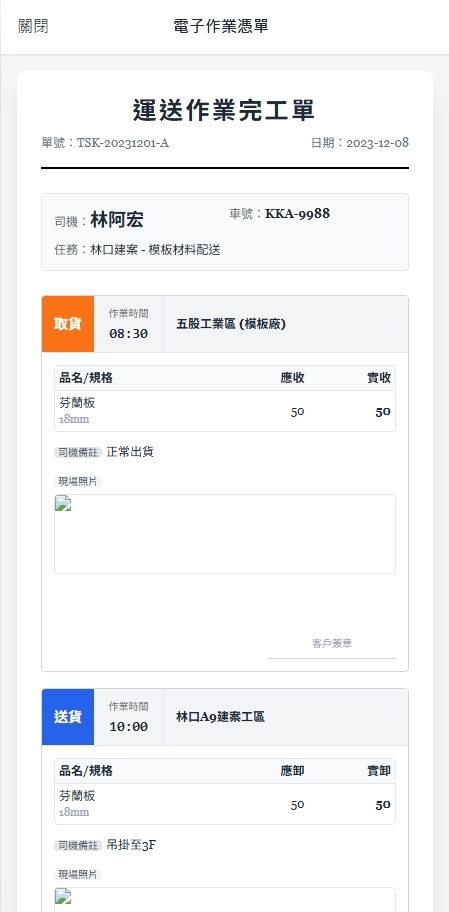 關閉
電子作業憑單
運送作業完工單
單號：TSK-20231201-A
日期：2023-12-08
司機：林阿宏
車號：KKA-9988
任務：林口建案 - 模板材料配送
取貨
作業時間
08:30
五股工業區 (模板廠)
品名/規格 應收 實收
芬蘭板
18mm
50 50
司機備註 正常出貨
現場照片
客戶簽章
送貨
作業時間
10:00
林口A9建案工區
品名/規格 應卸 實卸
芬蘭板
18mm
50 50
司機備註 吊掛至3F
現場照片